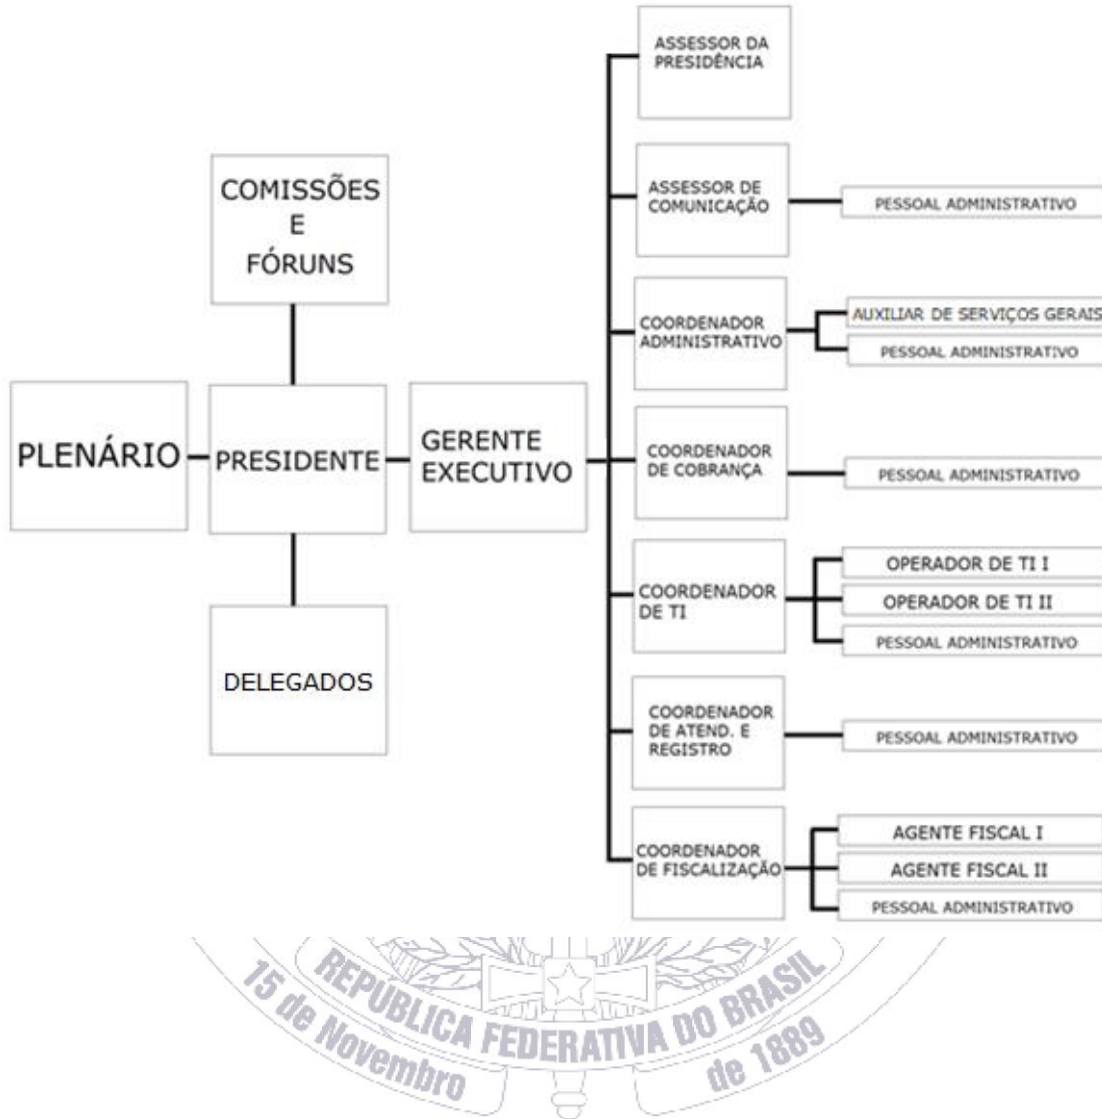 ASSESSOR DA
PRESIDÊNCIA
COMISSÕES
E
FÓRUNS
ASSESSOR DE
COMUNICAÇÃO
PESSOAL ADMINISTRATIVO
COORDENADOR
ADMINISTRATIVO
AUXILIAR DE SERVIÇOS GERAIS
PESSOAL ADMINISTRATIVO
PLENÁRIO
PRESIDENTE
GERENTE
EXECUTIVO
COORDENADOR
DE COBRANÇA
PESSOAL ADMINISTRATIVO
COORDENADOR
DE TI
OPERADOR DE TI I
OPERADOR DE TI II
PESSOAL ADMINISTRATIVO
DELEGADOS
COORDENADOR
DE ATEND. E
REGISTRO
PESSOAL ADMINISTRATIVO
COORDENADOR
DE FISCALIZAÇÃO
AGENTE FISCAL I
AGENTE FISCAL II
PESSOAL ADMINISTRATIVO
REPUBLICA FEDERATIVA DO BRASIL
15 de Novembro
de 1889